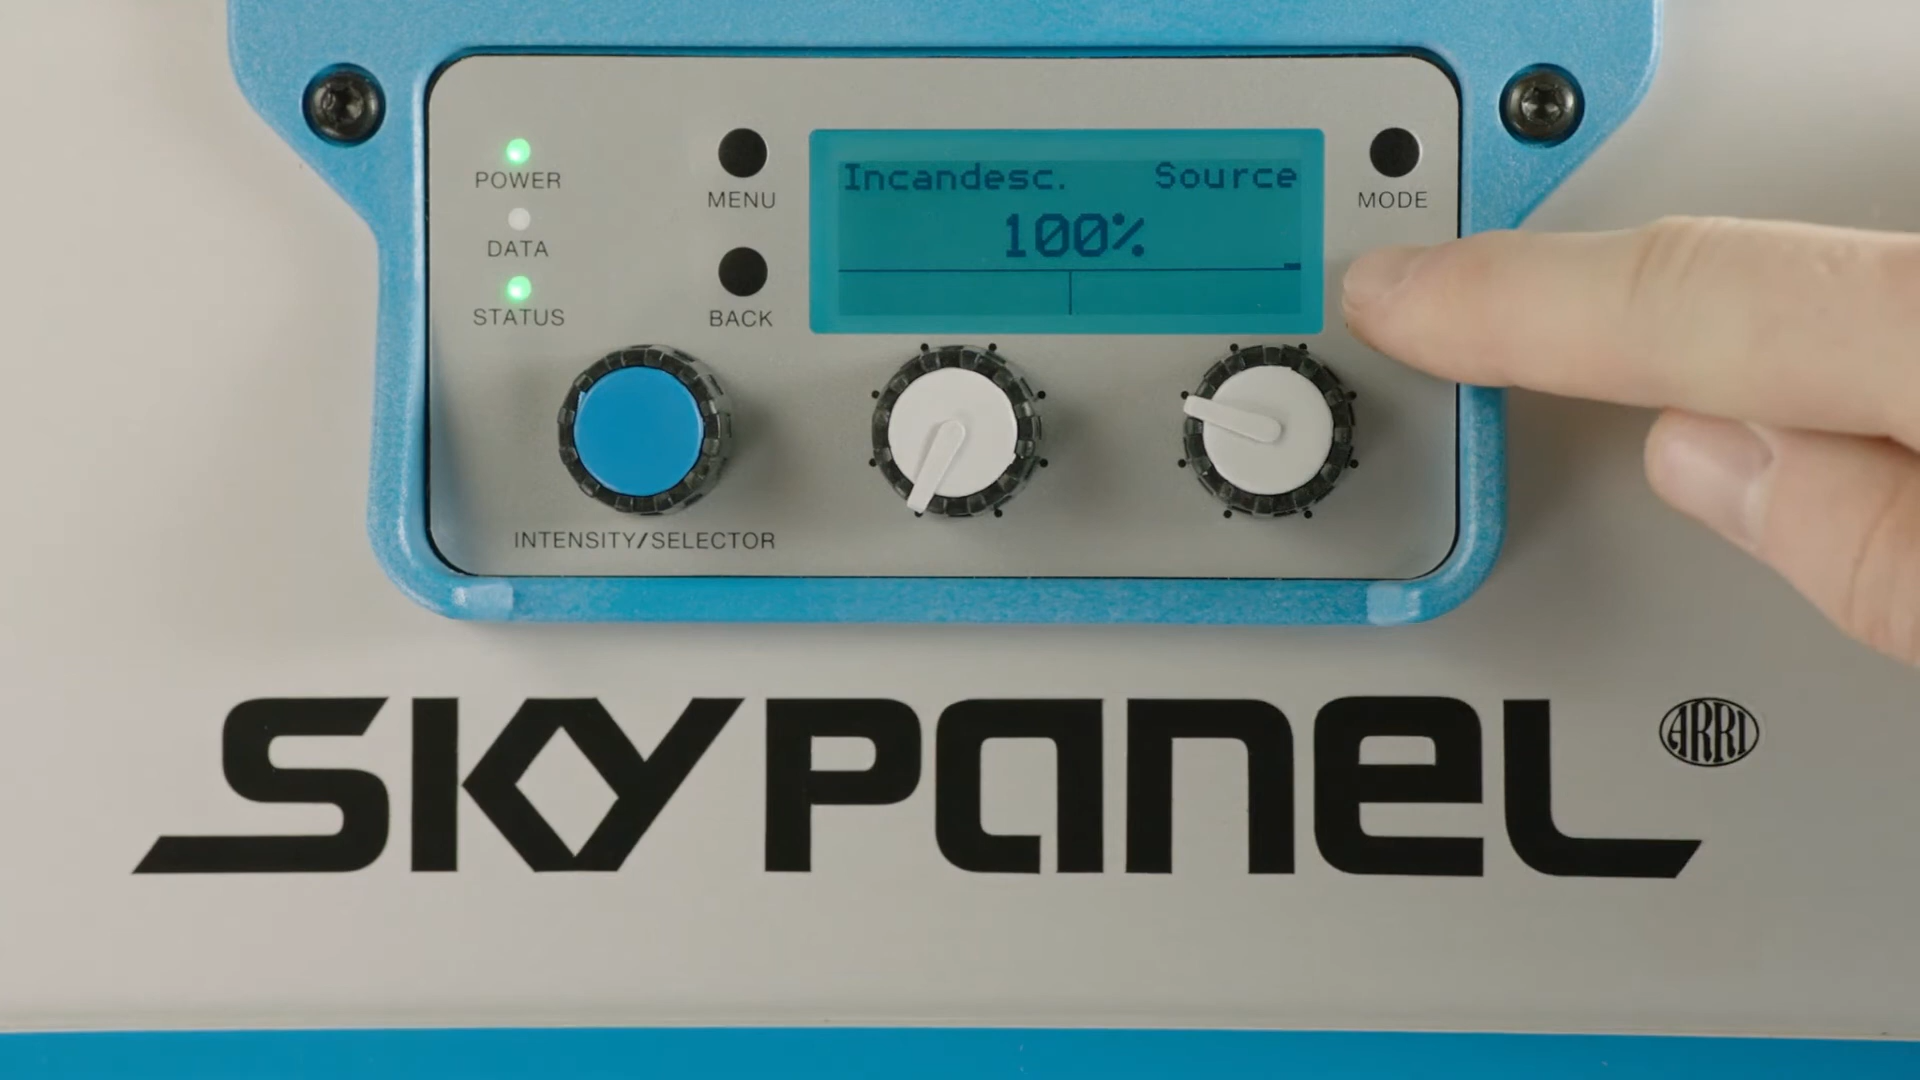 POWER
DATA
STATUS
MENU
BACK
Incandesc. Source
100%
MODE
INTENSITY/SELECTOR
SKYPANEL
ARRI